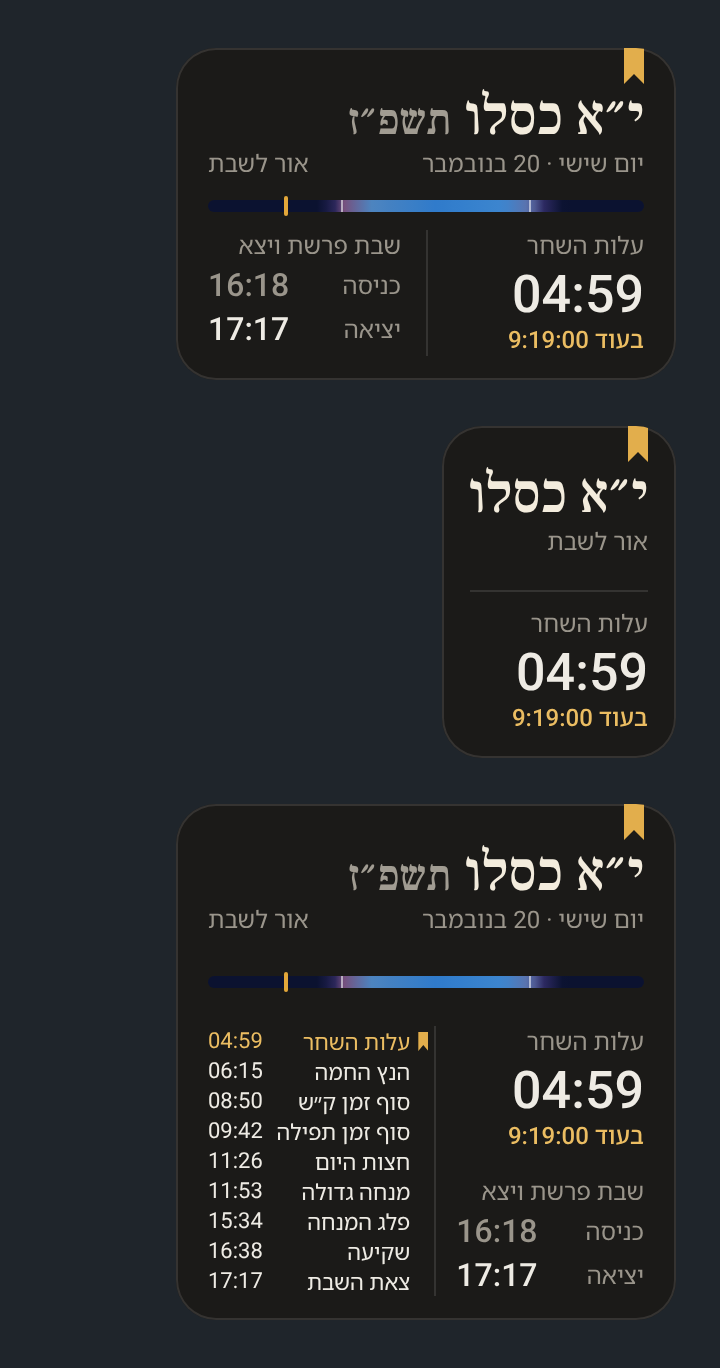 י״א כסלו תשפ״ז
יום שישי · 20 בנובמבר אור לשבת
עלות השחר
04:59
בעוד 9:19:00
שבת פרשת ויצא
כניסה 16:18
יציאה 17:17
י״א כסלו
אור לשבת
עלות השחר
04:59
בעוד 9:19:00
י״א כסלו תשפ״ז
יום שישי · 20 בנובמבר אור לשבת
עלות השחר
04:59
בעוד 9:19:00
שבת פרשת ויצא
כניסה 16:18
יציאה 17:17
עלות השחר 04:59
הנץ החמה 06:15
סוף זמן ק״ש 08:50
סוף זמן תפילה 09:42
חצות היום 11:26
מנחה גדולה 11:53
פלג המנחה 15:34
שקיעה 16:38
צאת השבת 17:17